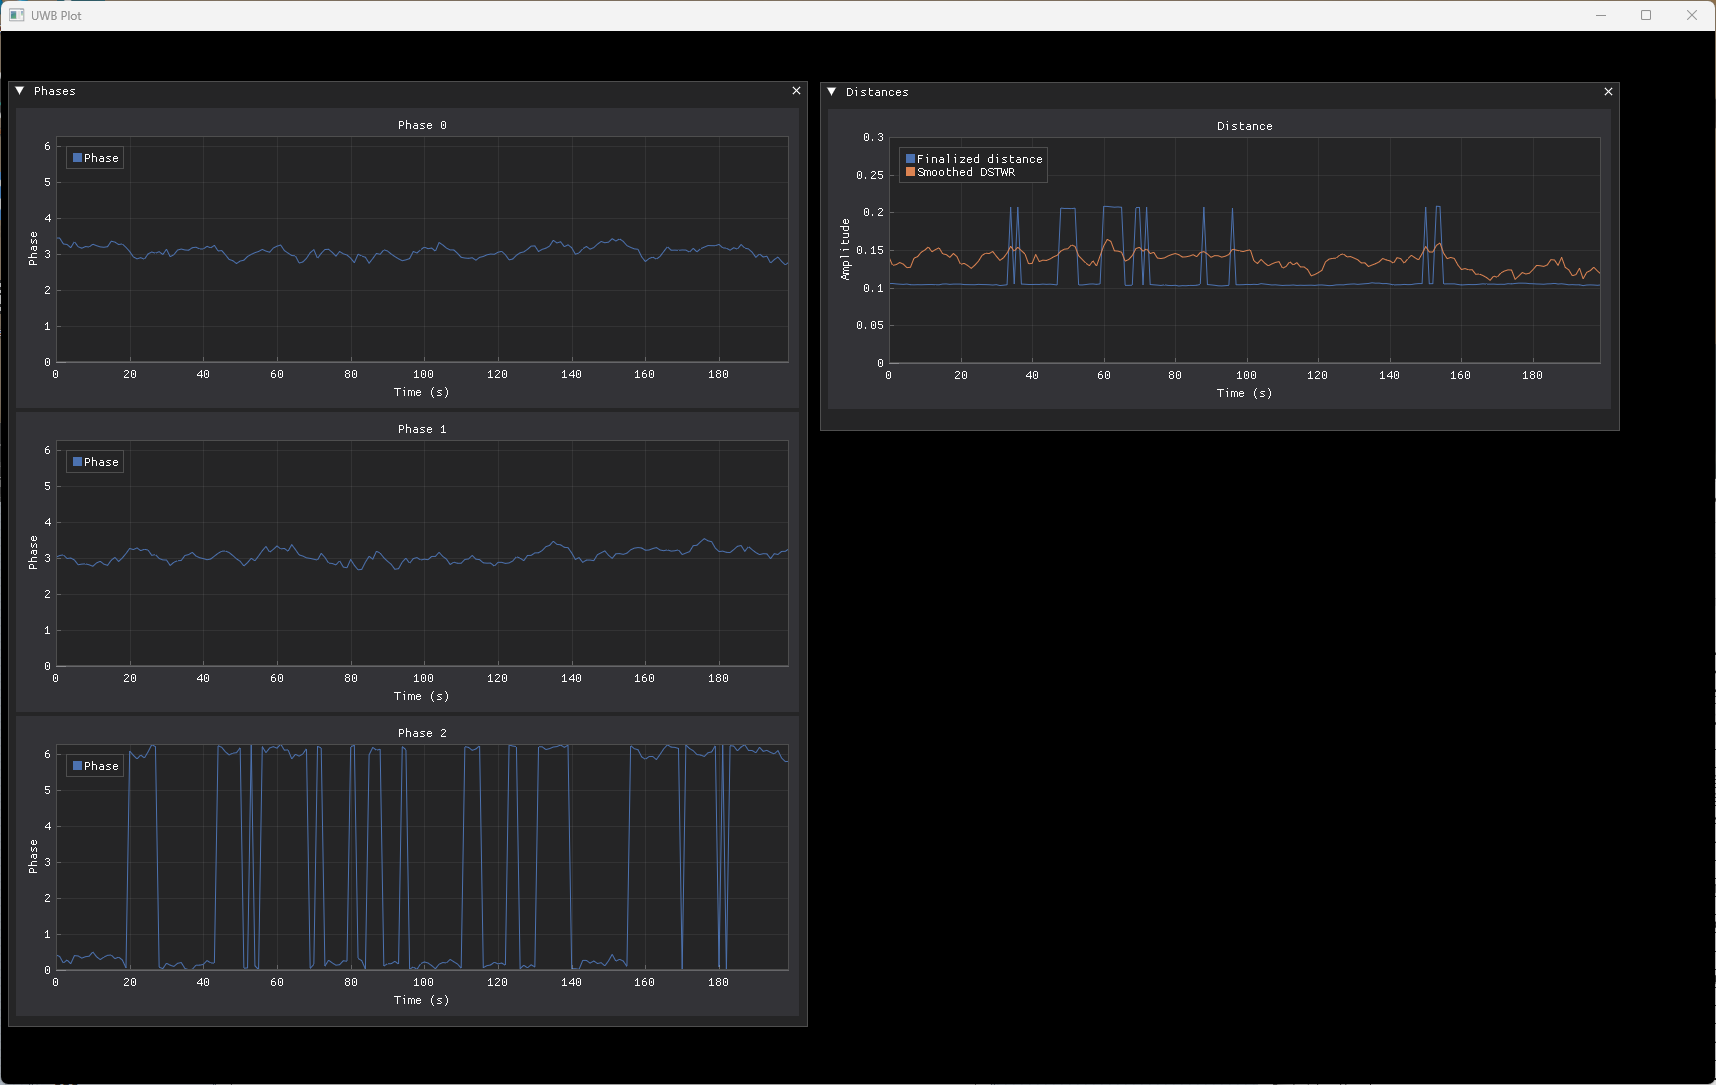 UWB Plot
Phases
Phase 0
Phase
6
5
4
3
2
1
0
Phase
0 20 40 60 80 100 120 140 160 180
Time (s)
Phase 1
Phase
6
5
4
3
2
1
0
Phase
0 20 40 60 80 100 120 140 160 180
Time (s)
Phase 2
Phase
6
5
4
3
2
1
0
Phase
0 20 40 60 80 100 120 140 160 180
Time (s)
Distances
Distance
Finalized distance
Smoothed DSTWR
0.3
0.25
0.2
0.15
0.1
0.05
0
Amplitude
0 20 40 60 80 100 120 140 160 180
Time (s)